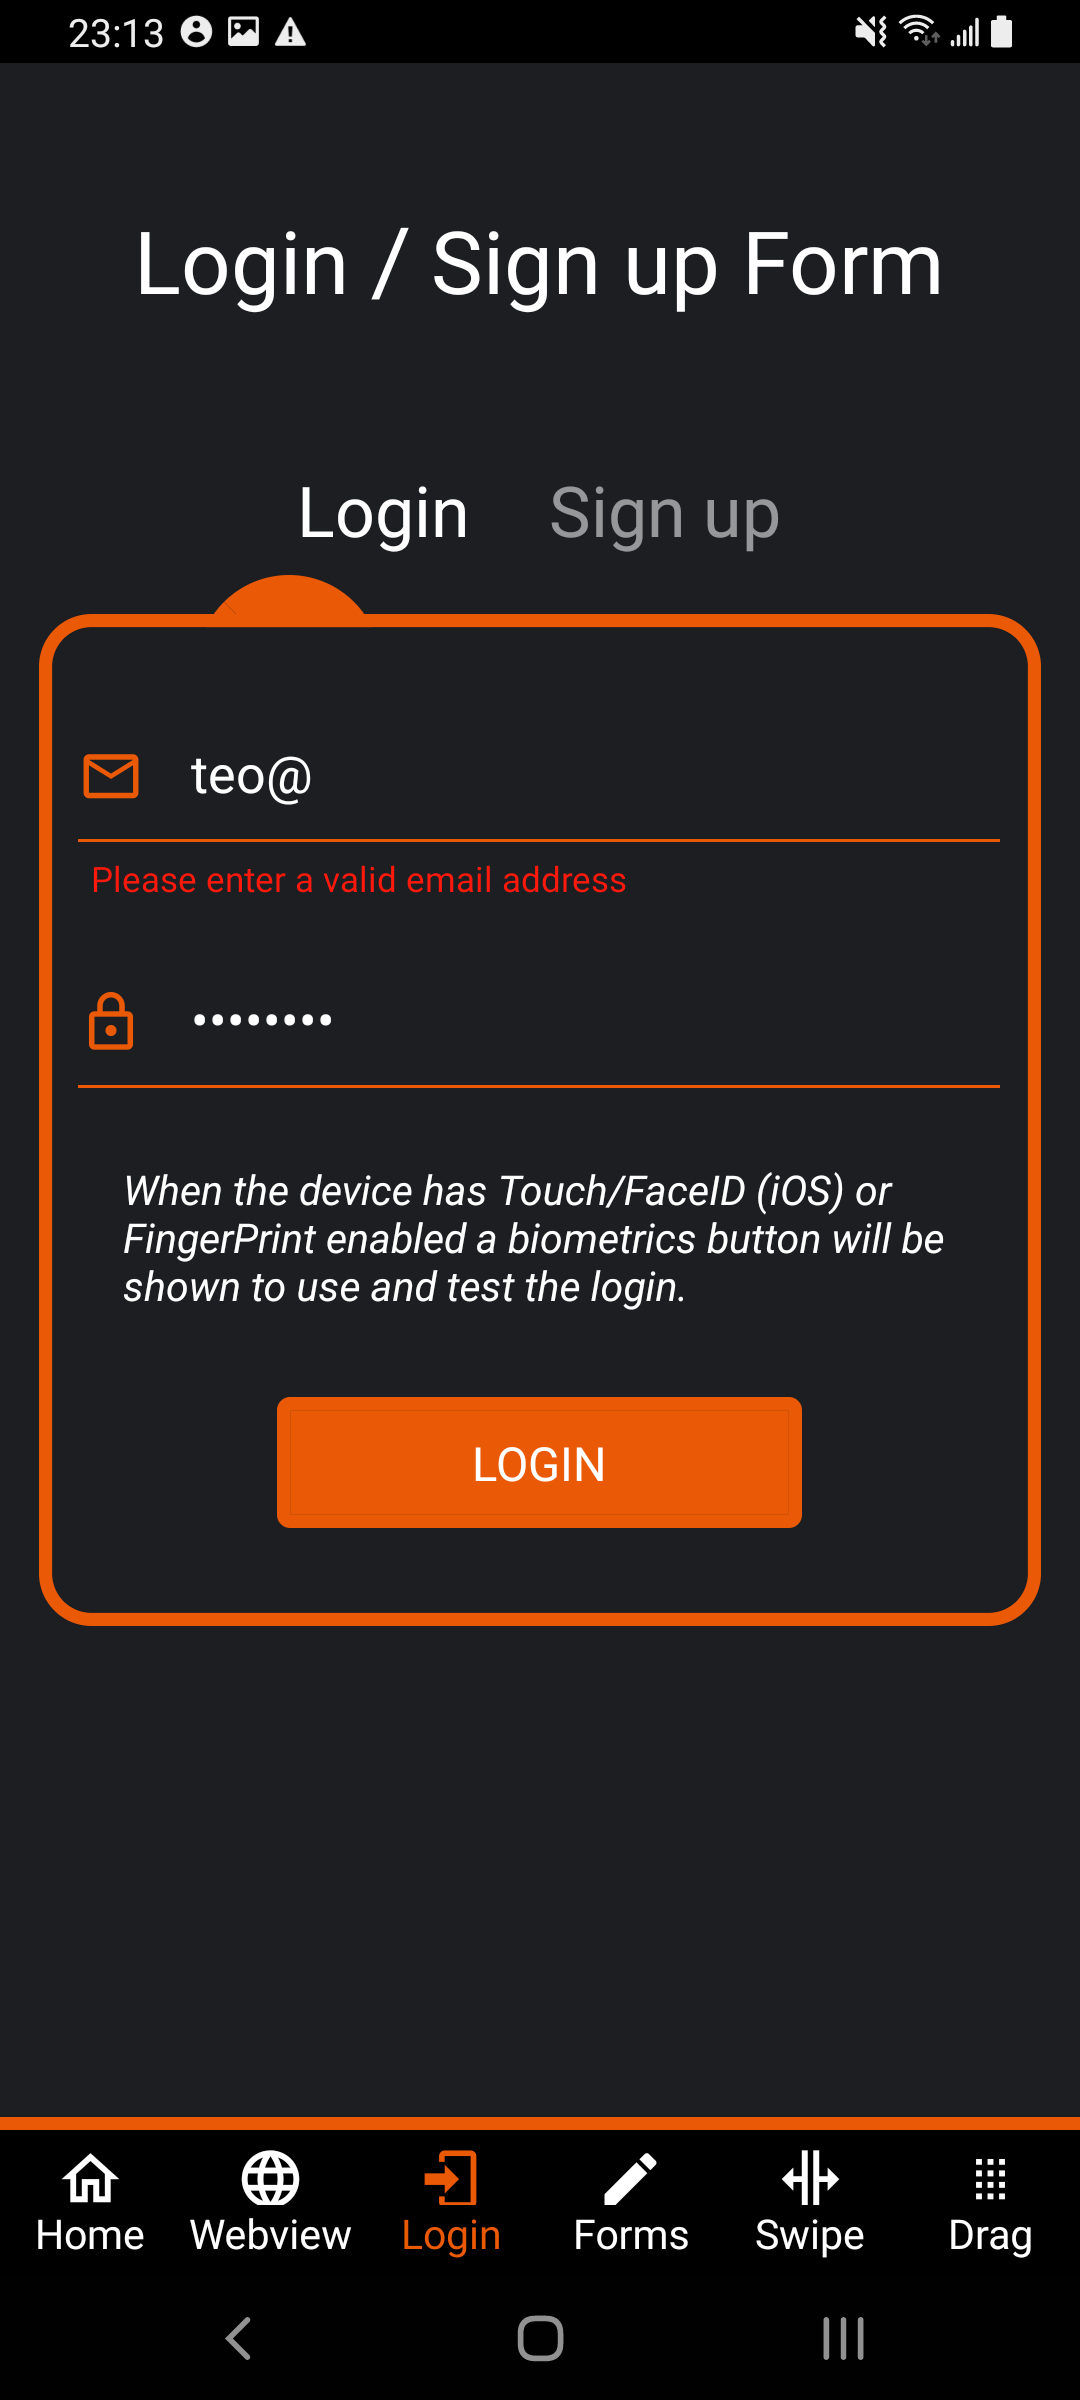 23:13
Login / Sign up Form
Login Sign up
teo@
Please enter a valid email address
••••••••
When the device has Touch/FaceID (iOS) or
FingerPrint enabled a biometrics button will be
shown to use and test the login.
LOGIN
Home Webview Login Forms Swipe Drag